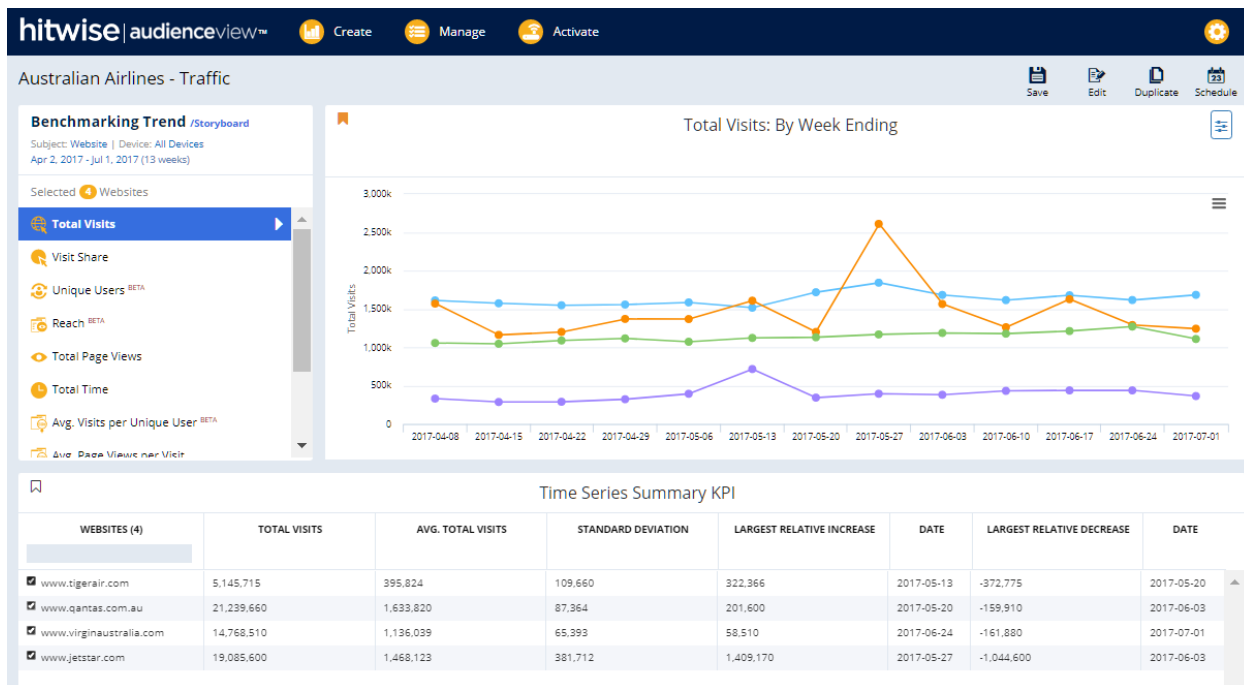 hitwise audienceview™ Create Manage Activate
Australian Airlines - Traffic
Save Edit Duplicate Schedule
23
Benchmarking Trend /Storyboard
Subject: Website | Device: All Devices
Apr 2, 2017 - Jul 1, 2017 (13 weeks)
Selected 4 Websites
Total Visits
Visit Share
Unique Users BETA
Reach BETA
Total Page Views
Total Time
Avg. Visits per Unique User BETA
Avg. Page Views per Visit
Total Visits: By Week Ending
Total Visits
3,000k
2,500k
2,000k
1,500k
1,000k
500k
0
2017-04-08 2017-04-15 2017-04-22 2017-04-29 2017-05-06 2017-05-13 2017-05-20 2017-05-27 2017-06-03 2017-06-10 2017-06-17 2017-06-24 2017-07-01
Time Series Summary KPI
WEBSITES (4) TOTAL VISITS AVG. TOTAL VISITS STANDARD DEVIATION LARGEST RELATIVE INCREASE DATE LARGEST RELATIVE DECREASE DATE
www.tigerair.com 5,145,715 395,824 109,660 322,366 2017-05-13 -372,775 2017-05-20
www.qantas.com.au 21,239,660 1,633,820 87,364 201,600 2017-05-20 -159,910 2017-06-03
www.virginaustralia.com 14,768,510 1,136,039 65,393 58,510 2017-06-24 -161,880 2017-07-01
www.jetstar.com 19,085,600 1,468,123 381,712 1,409,170 2017-05-27 -1,044,600 2017-06-03